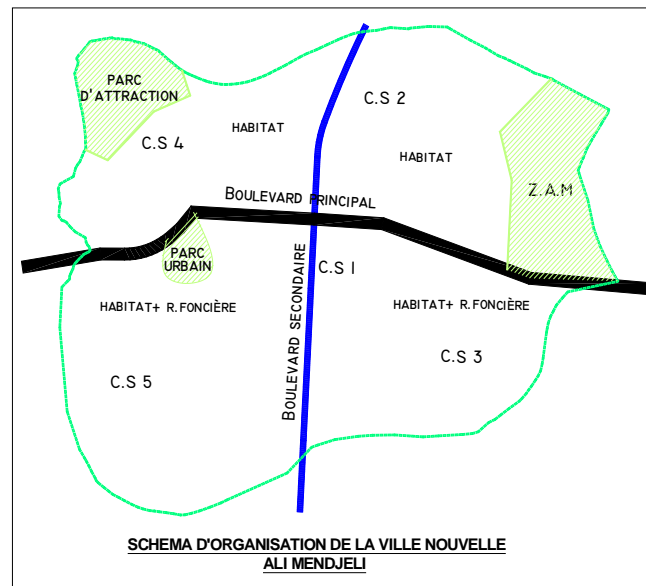 PARC
D'ATTRACTION
C.S 4
HABITAT
C.S 2
HABITAT
Z.A.M
BOULEVARD PRINCIPAL
PARC
URBAIN
C.S 1
HABITAT+ R.FONCIÈRE
BOULEVARD SECONDAIRE
HABITAT+ R.FONCIÈRE
C.S 5
C.S 3
SCHEMA D'ORGANISATION DE LA VILLE NOUVELLE
ALI MENDJELI